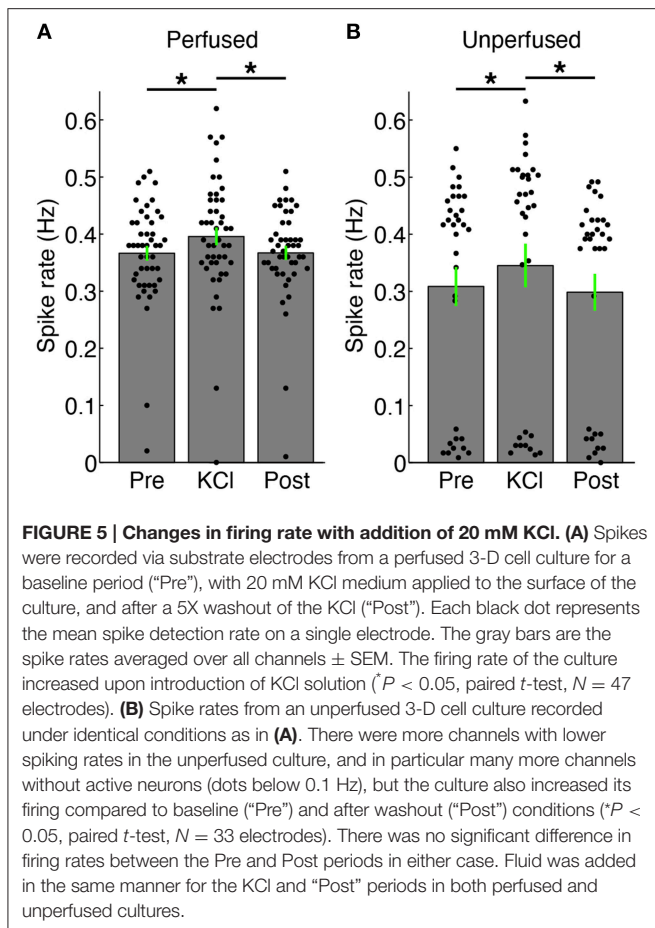 A
B
Perfused
Unperfused
*
*
*
*
Spike rate (Hz)
0.6
0.5
0.4
0.3
0.2
0.1
0
Pre
KCl
Post
Spike rate (Hz)
0.6
0.5
0.4
0.3
0.2
0.1
0
Pre
KCl
Post
FIGURE 5 | Changes in firing rate with addition of 20 mM KCl. (A) Spikes
were recorded via substrate electrodes from a perfused 3-D cell culture for a
baseline period (“Pre”), with 20 mM KCl medium applied to the surface of the
culture, and after a 5X washout of the KCl (“Post”). Each black dot represents
the mean spike detection rate on a single electrode. The gray bars are the
spike rates averaged over all channels ± SEM. The firing rate of the culture
increased upon introduction of KCl solution (*P < 0.05, paired t-test, N = 47
electrodes). (B) Spike rates from an unperfused 3-D cell culture recorded
under identical conditions as in (A). There were more channels with lower
spiking rates in the unperfused culture, and in particular many more channels
without active neurons (dots below 0.1 Hz), but the culture also increased its
firing compared to baseline (“Pre”) and after washout (“Post”) conditions (*P <
0.05, paired t-test, N = 33 electrodes). There was no significant difference in
firing rates between the Pre and Post periods in either case. Fluid was added
in the same manner for the KCl and “Post” periods in both perfused and
unperfused cultures.